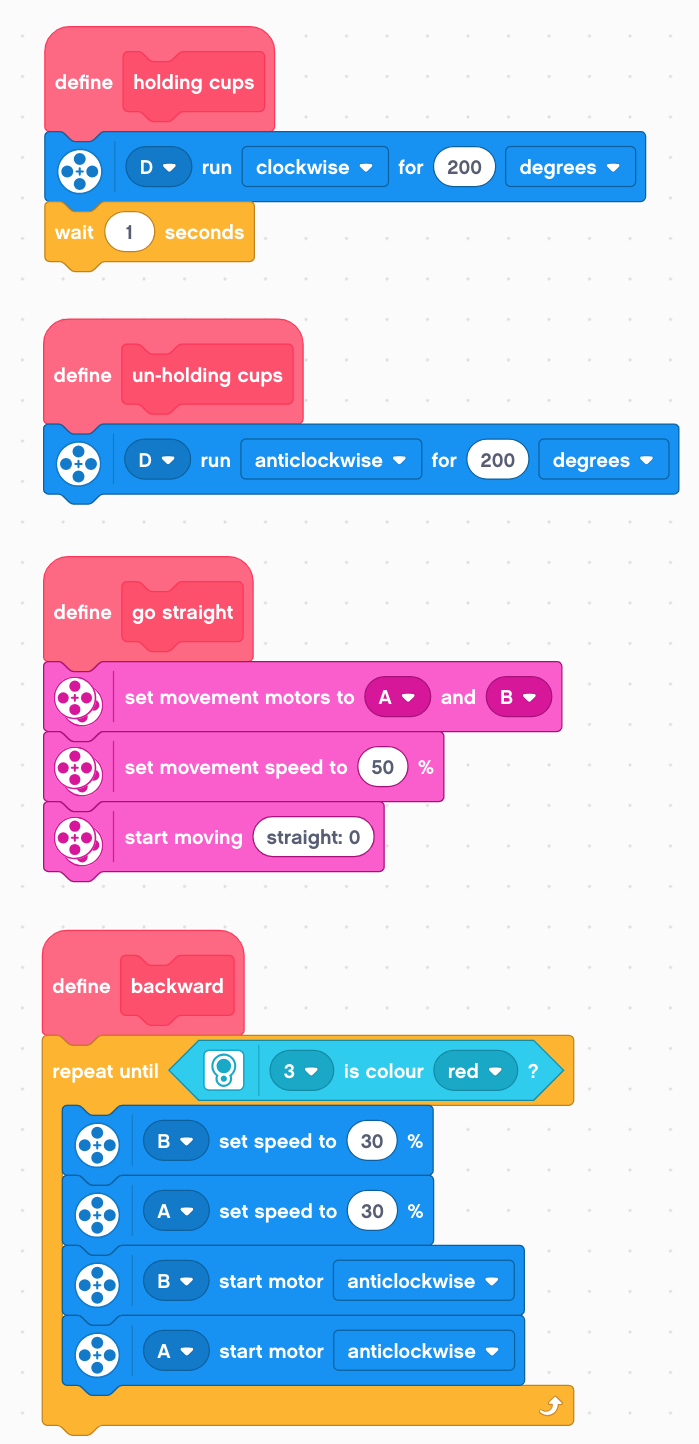 define holding cups
D run clockwise for 200 degrees
wait 1 seconds
define un-holding cups
D run anticlockwise for 200 degrees
define go straight
set movement motors to A and B
set movement speed to 50 %
start moving straight: 0
define backward
repeat until 3 is colour red ?
B set speed to 30 %
A set speed to 30 %
B start motor anticlockwise
A start motor anticlockwise